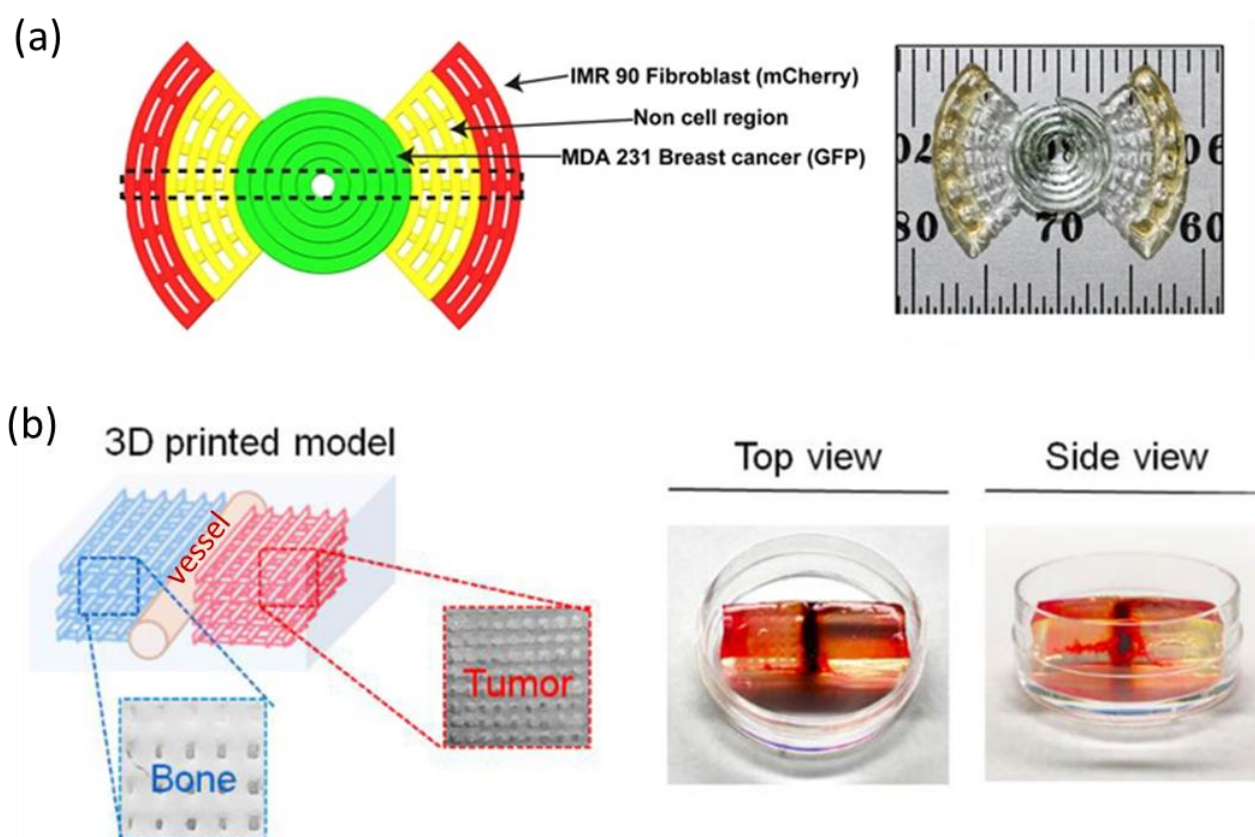 (a)
IMR 90 Fibroblast (mCherry)
Non cell region
MDA 231 Breast cancer (GFP)
80 70 60
(b)
3D printed model
vessel
Bone
Tumor
Top view
Side view